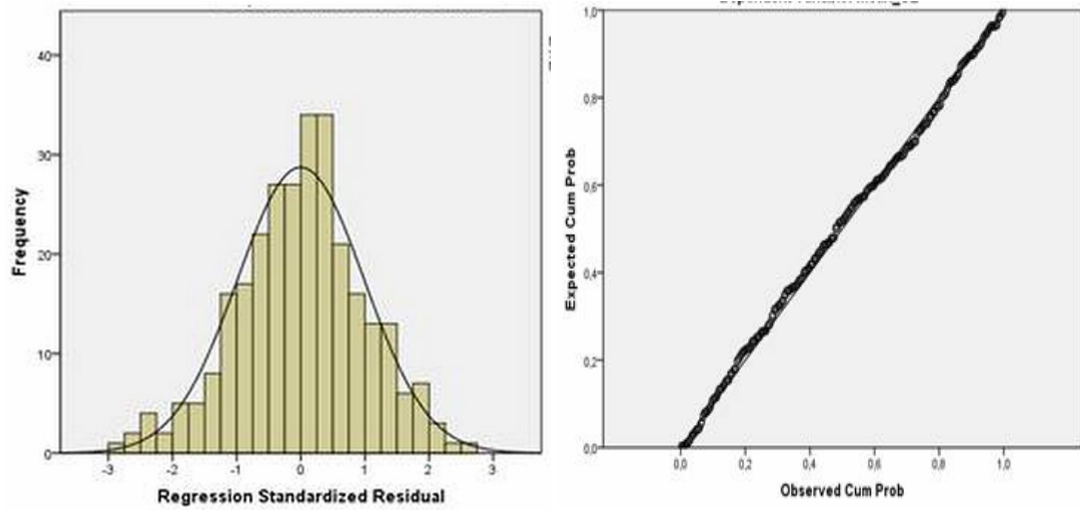 40
30
20
10
0
Frequency
-3 -2 -1 0 1 2 3
Regression Standardized Residual
1,0
0,8
0,6
0,4
0,2
0,0
Expected Cum Prob
0,0 0,2 0,4 0,6 0,8 1,0
Observed Cum Prob